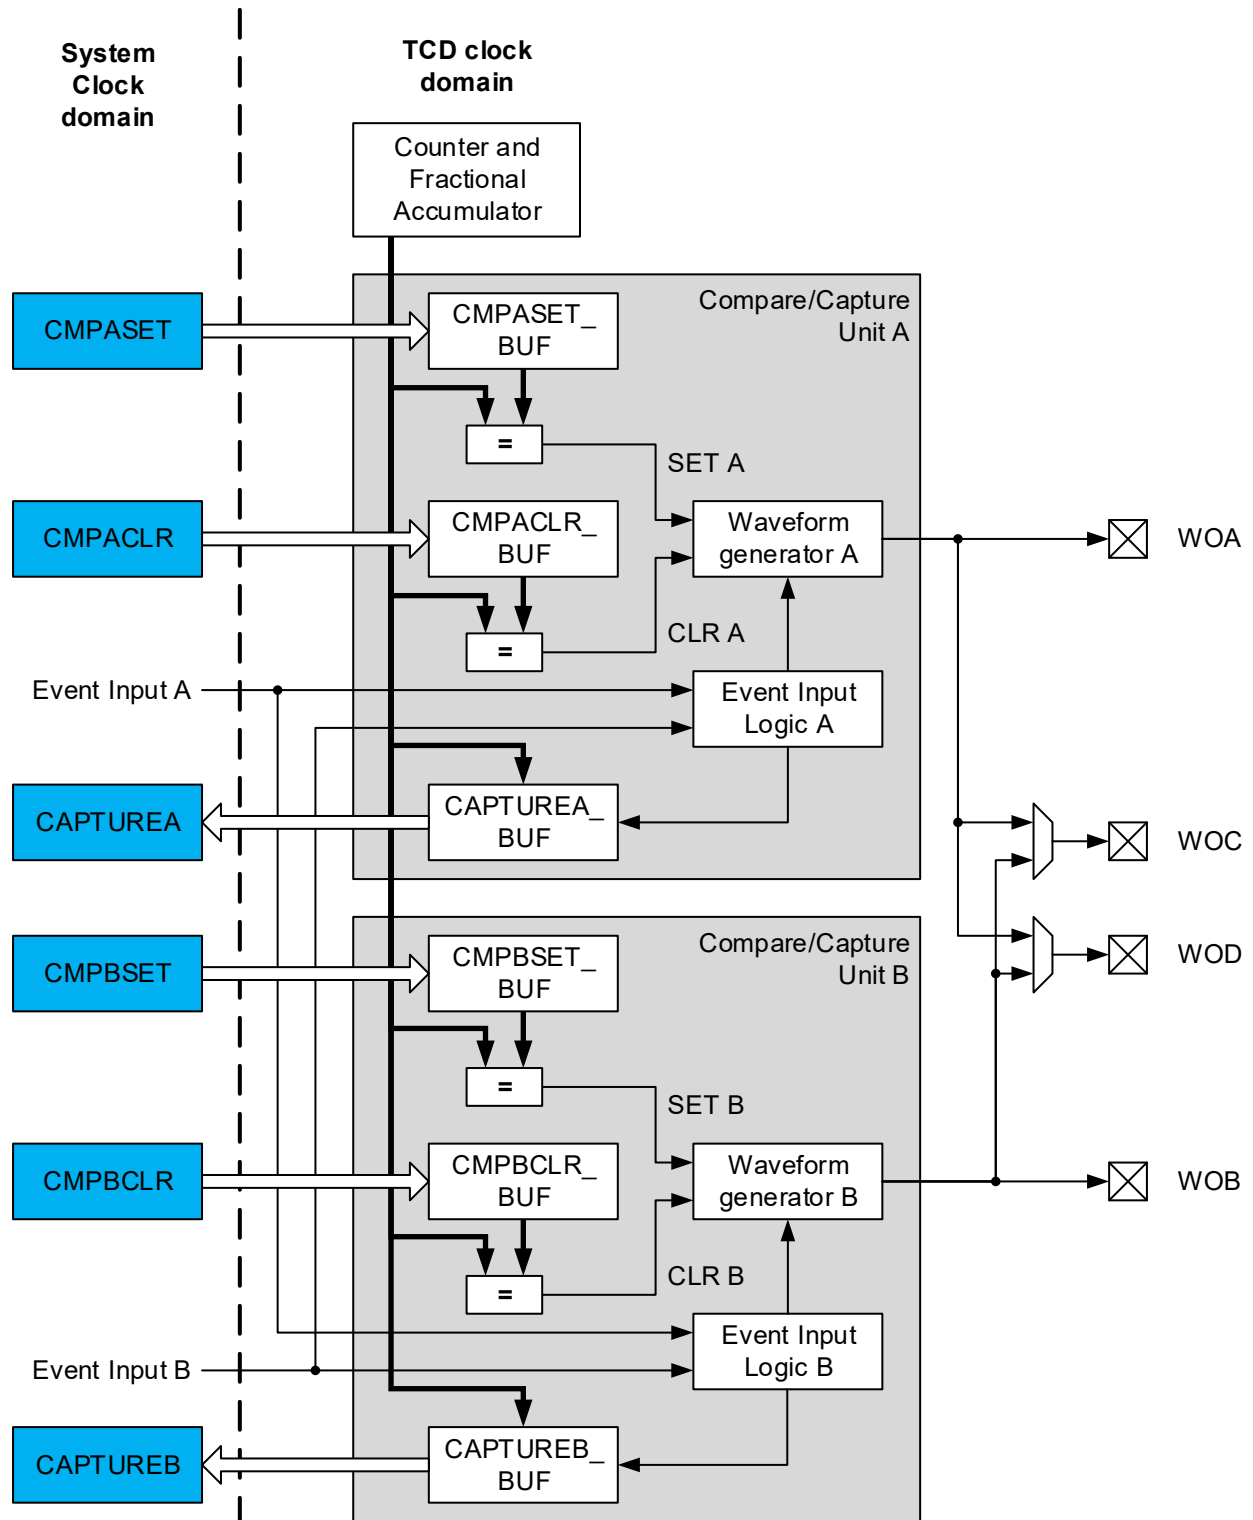 System
Clock
domain
TCD clock
domain
Counter and
Fractional
Accumulator
Compare/Capture
Unit A
CMPASET
CMPASET_
BUF
=
SET A
CMPACLR
CMPACLR_
BUF
Waveform
generator A
WOA
=
CLR A
Event Input A
Event Input
Logic A
CAPTUREA
CAPTUREA_
BUF
WOC
Compare/Capture
Unit B
CMPBSET
CMPBSET_
BUF
WOD
=
SET B
CMPBCLR
CMPBCLR_
BUF
Waveform
generator B
WOB
=
CLR B
Event Input B
Event Input
Logic B
CAPTUREB
CAPTUREB_
BUF